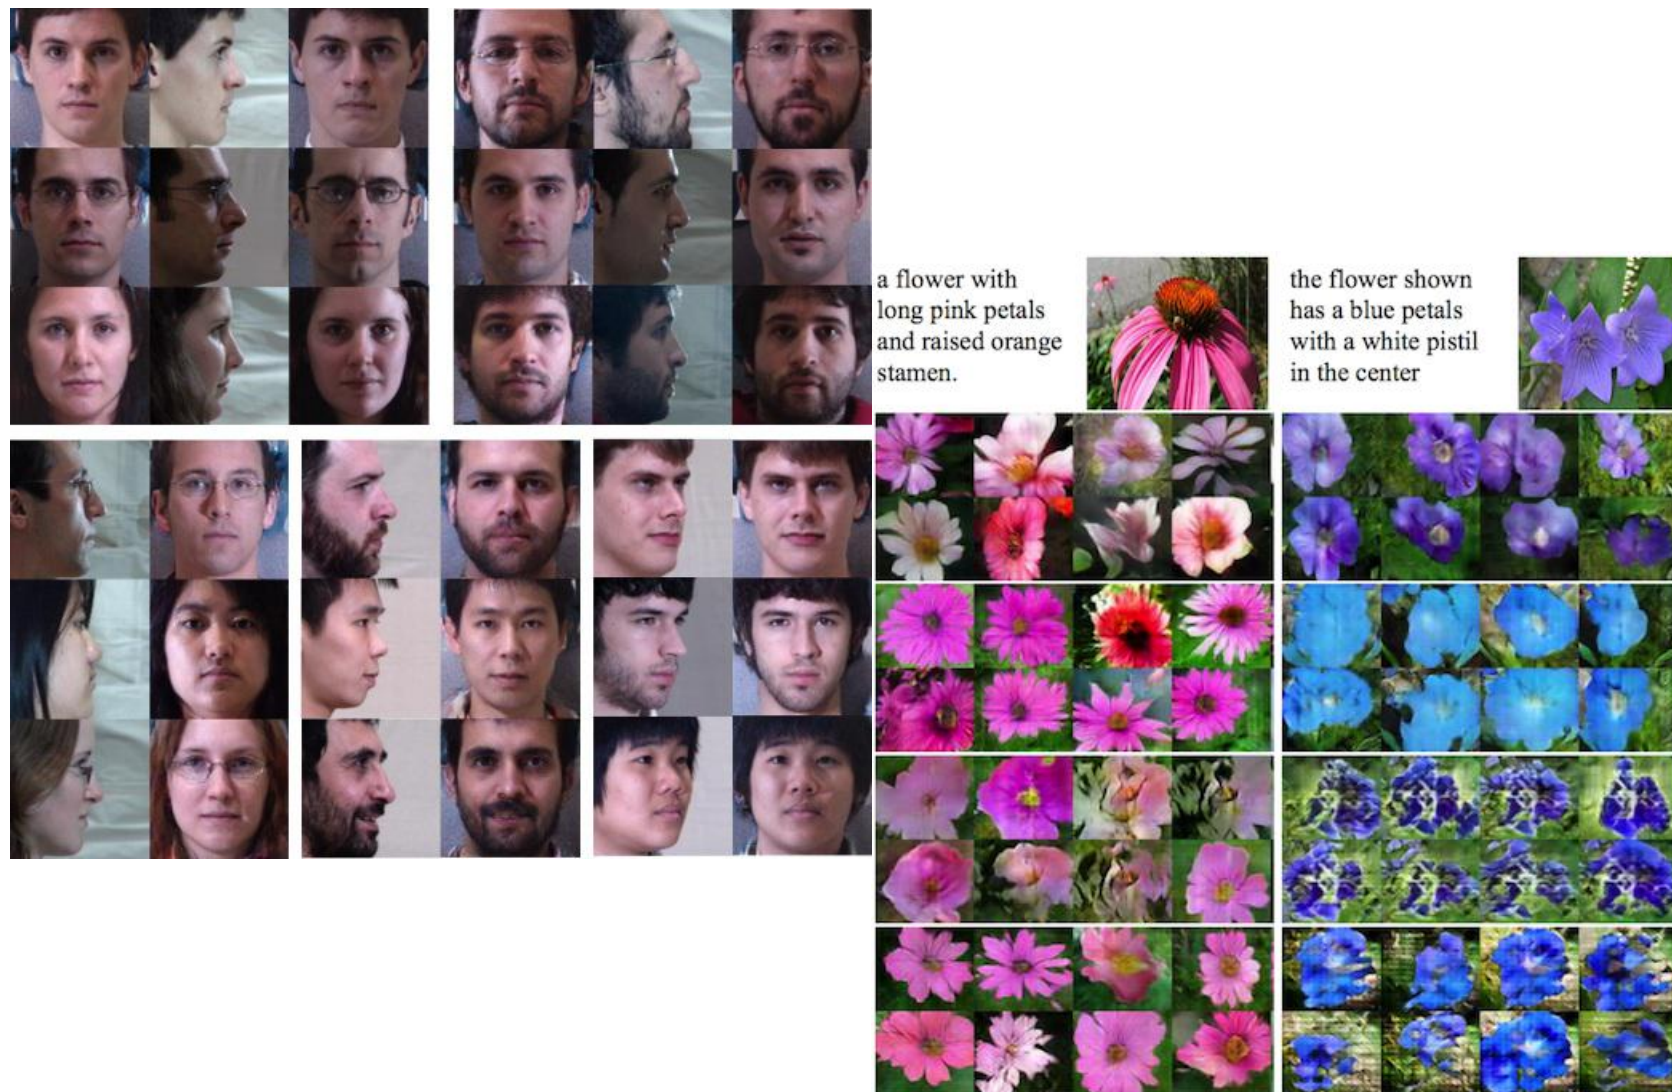 a flower with
long pink petals
and raised orange
stamen.
the flower shown
has a blue petals
with a white pistil
in the center